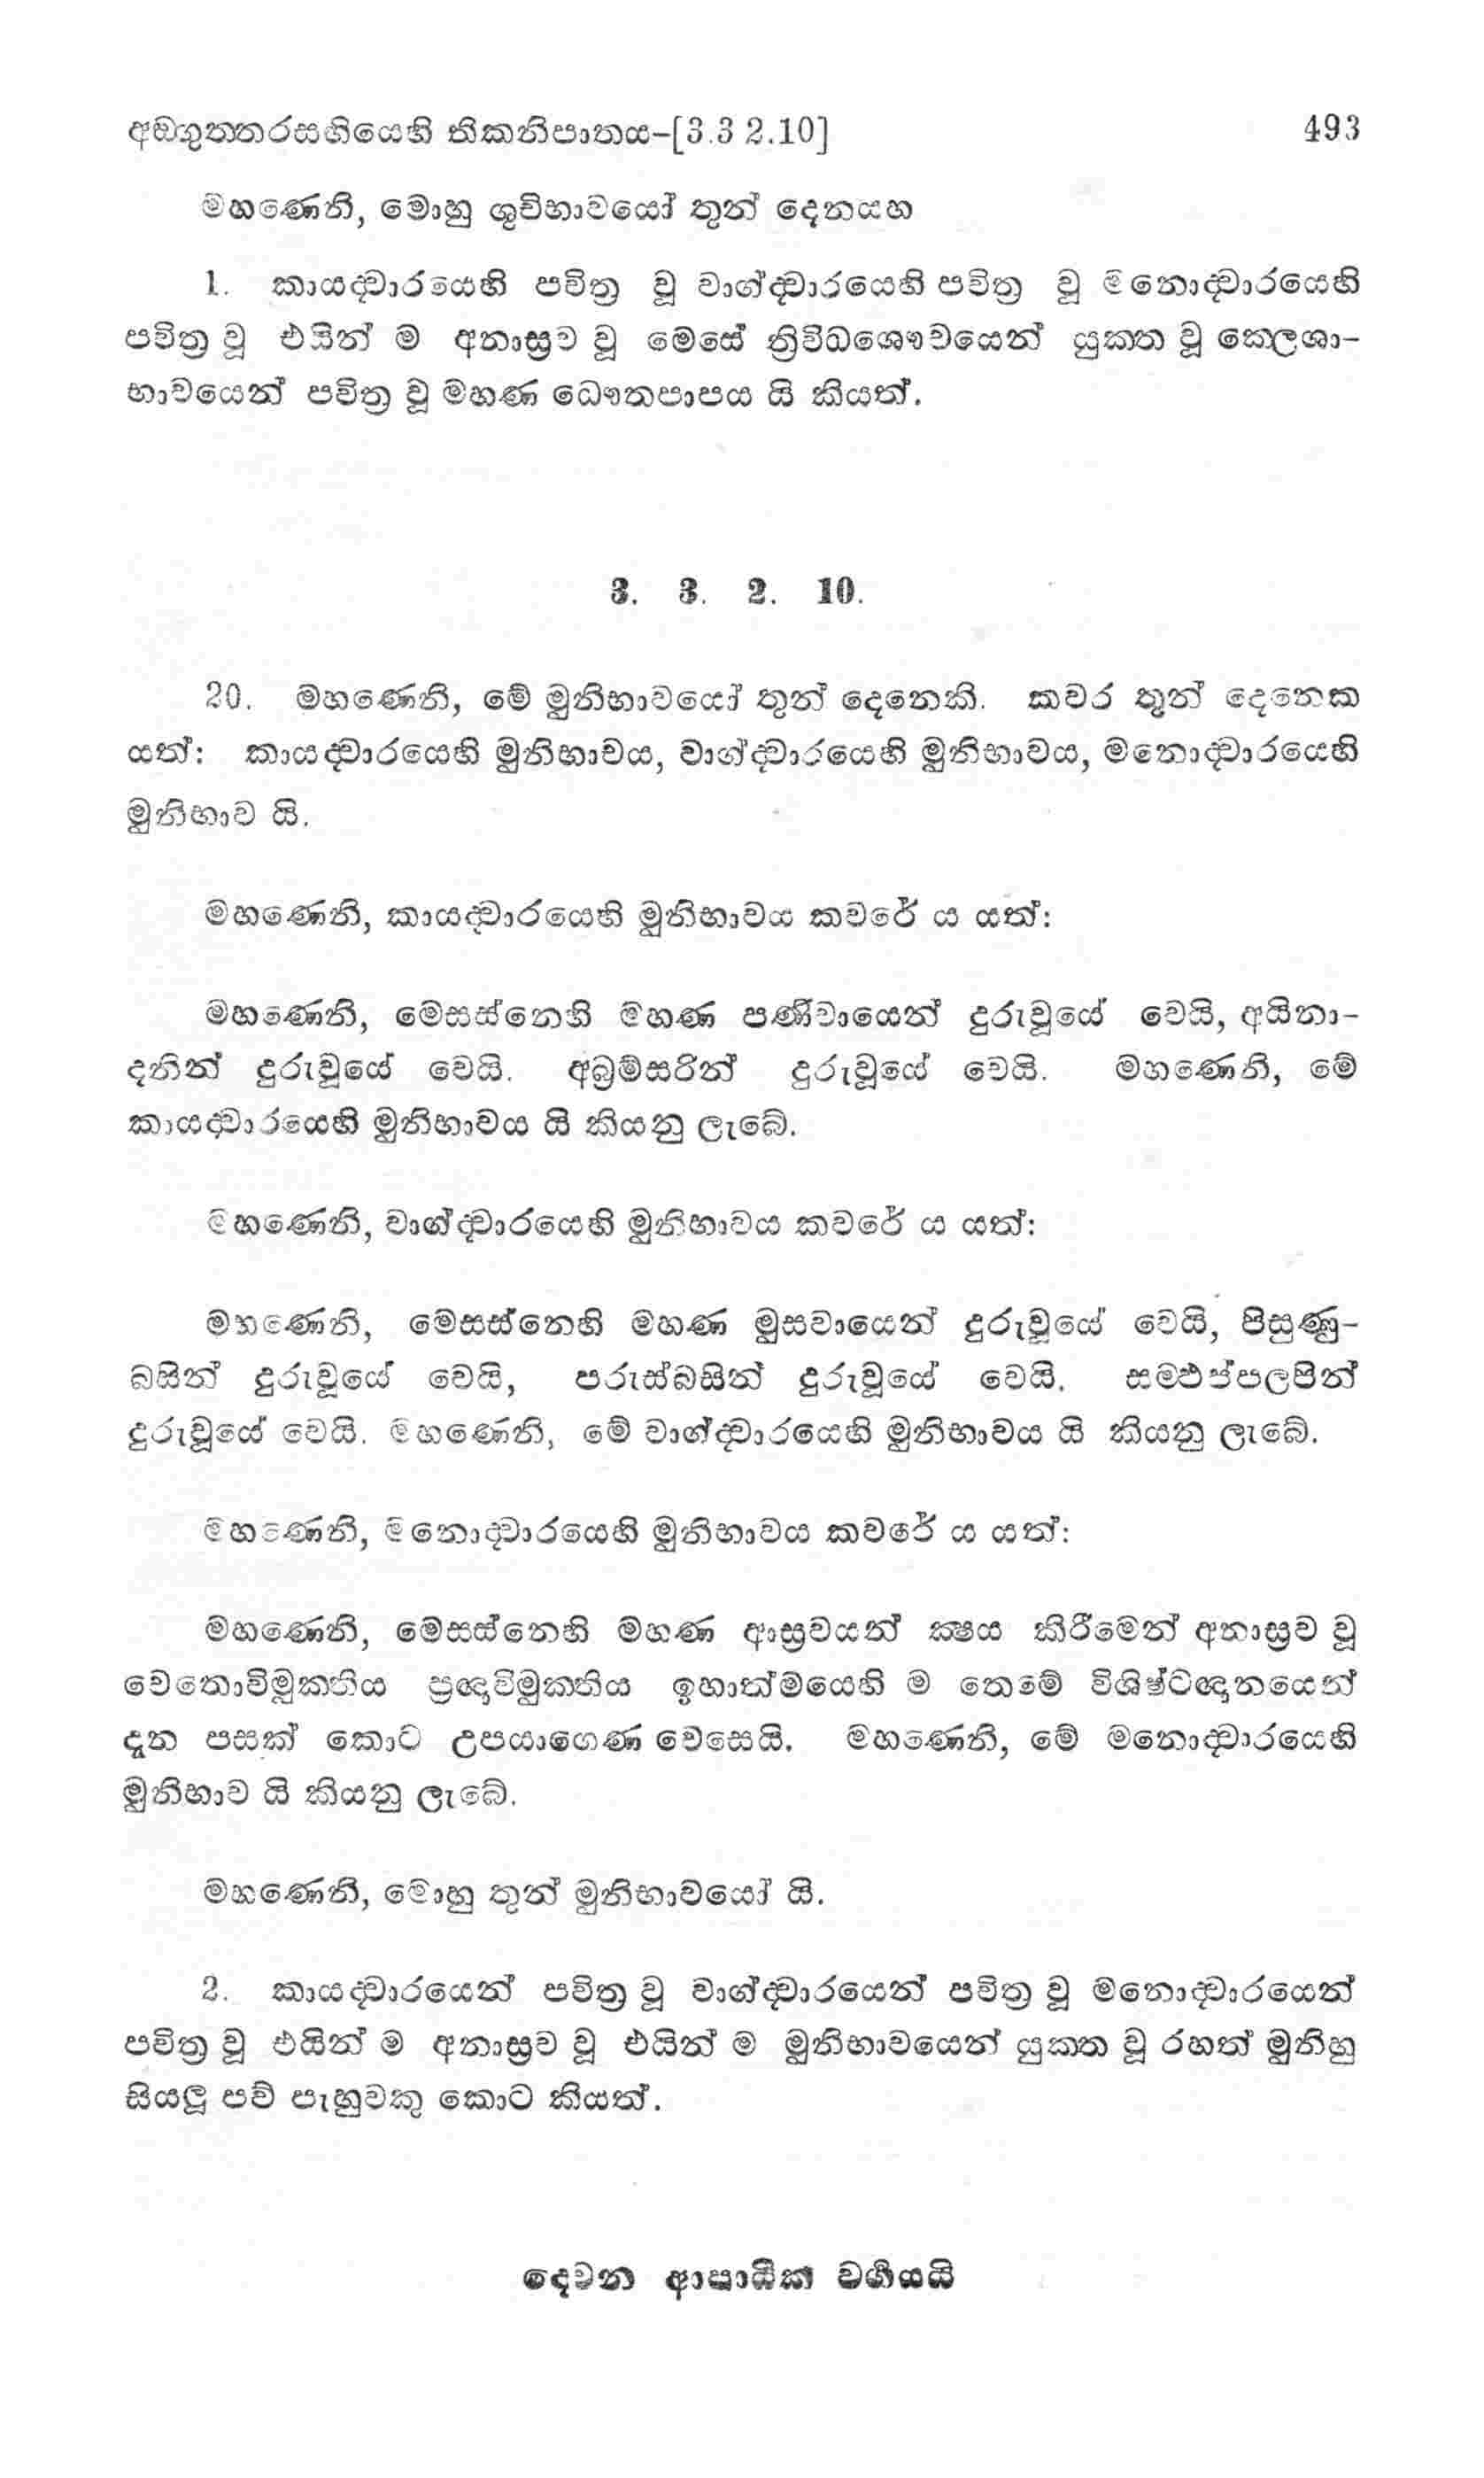 අඞගුත්තරසඟියෙහි තිකනිපාතය-[3.3 2.10] 493
මහණෙනි, මොහු ශුචිභාවයෝ තුන් දෙනයහ
1. කායද්වාරයෙහි පවිත්‍ර වූ වාග්ද්වාරයෙහි පවිත්‍ර වූ මනොද්වාරයෙහි
පවිත්‍ර වූ එයින් ම අනාස්‍රව වූ මෙසේ ත්‍රිවිධශෞචයෙන් යුක්ත වූ කෙලශා-
භාවයෙන් පවිත්‍ර වූ මහණ ධෞතපාපය යි කියත්.
3. 3. 2. 10.
20. මහණෙනි, මේ මුනිභාවයෝ තුන් දෙනෙකි. කවර තුන් දෙනෙක
යත්: කායද්වාරයෙහි මුනිභාවය, වාග්ද්වාරයෙහි මුනිභාවය, මනොද්වාරයෙහි
මුනිභාව යි.
මහණෙනි, කායද්වාරයෙහි මුනිභාවය කවරේ ය යත්:
මහණෙනි, මෙසස්නෙහි මහණ පණිවායෙන් දුරුවූයේ වෙයි, අයිනා-
දනින් දුරුවූයේ වෙයි. අබ්‍රම්සරින් දුරුවූයේ වෙයි. මහණෙනි, මේ
කායද්වාරයෙහි මුනිභාවය යි කියනු ලැබේ.
මහණෙනි, වාග්ද්වාරයෙහි මුනිභාවය කවරේ ය යත්:
මහණෙනි, මෙසස්නෙහි මහණ මුසවායෙන් දුරුවූයේ වෙයි, පිසුණු-
බසින් දුරුවූයේ වෙයි, පරුස්බසින් දුරුවූයේ වෙයි. සම්ඵප්පලපින්
දුරුවූයේ වෙයි. මහණෙනි, මේ වාග්ද්වාරයෙහි මුනිභාවය යි කියනු ලැබේ.
මහණෙනි, මනොද්වාරයෙහි මුනිභාවය කවරේ ය යත්:
මහණෙනි, මෙසස්නෙහි මහණ ආස්‍රවයන් ක්‍ෂය කිරීමෙන් අනාස්‍රව වූ
චෙතොවිමුක්තිය ප්‍රඥාවිමුක්තිය ඉහාත්මයෙහි ම තෙමේ විශිෂ්ටඥානයෙන්
දැන පසක් කොට උපයාගෙණ වෙසෙයි. මහණෙනි, මේ මනොද්වාරයෙහි
මුනිභාව යි කියනු ලැබේ.
මහණෙනි, මොහු තුන් මුනිභාවයෝ යි.
2. කායද්වාරයෙන් පවිත්‍ර වූ වාග්ද්වාරයෙන් පවිත්‍ර වූ මනොද්වාරයෙන්
පවිත්‍ර වූ එයින් ම අනාස්‍රව වූ එයින් ම මුනිභාවයෙන් යුක්ත වූ රහත් මුනිහු
සියලු පව් පැහුවකු කොට කියත්.
දෙවන ආපායික වර්‍ගයයි